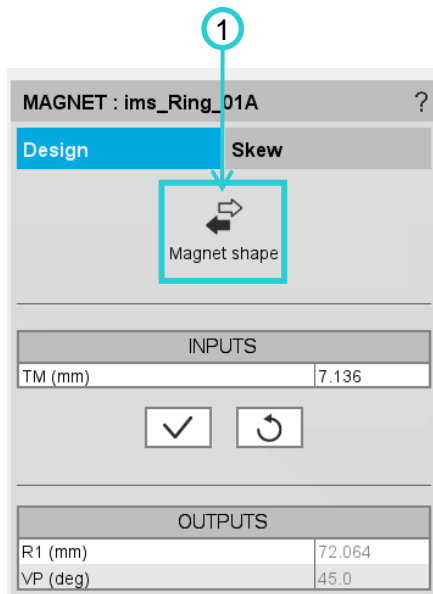 1
MAGNET : ims_Ring_01A ?
Design Skew
Magnet shape
INPUTS
TM (mm) 7.136
OUTPUTS
R1 (mm) 72.064
VP (deg) 45.0